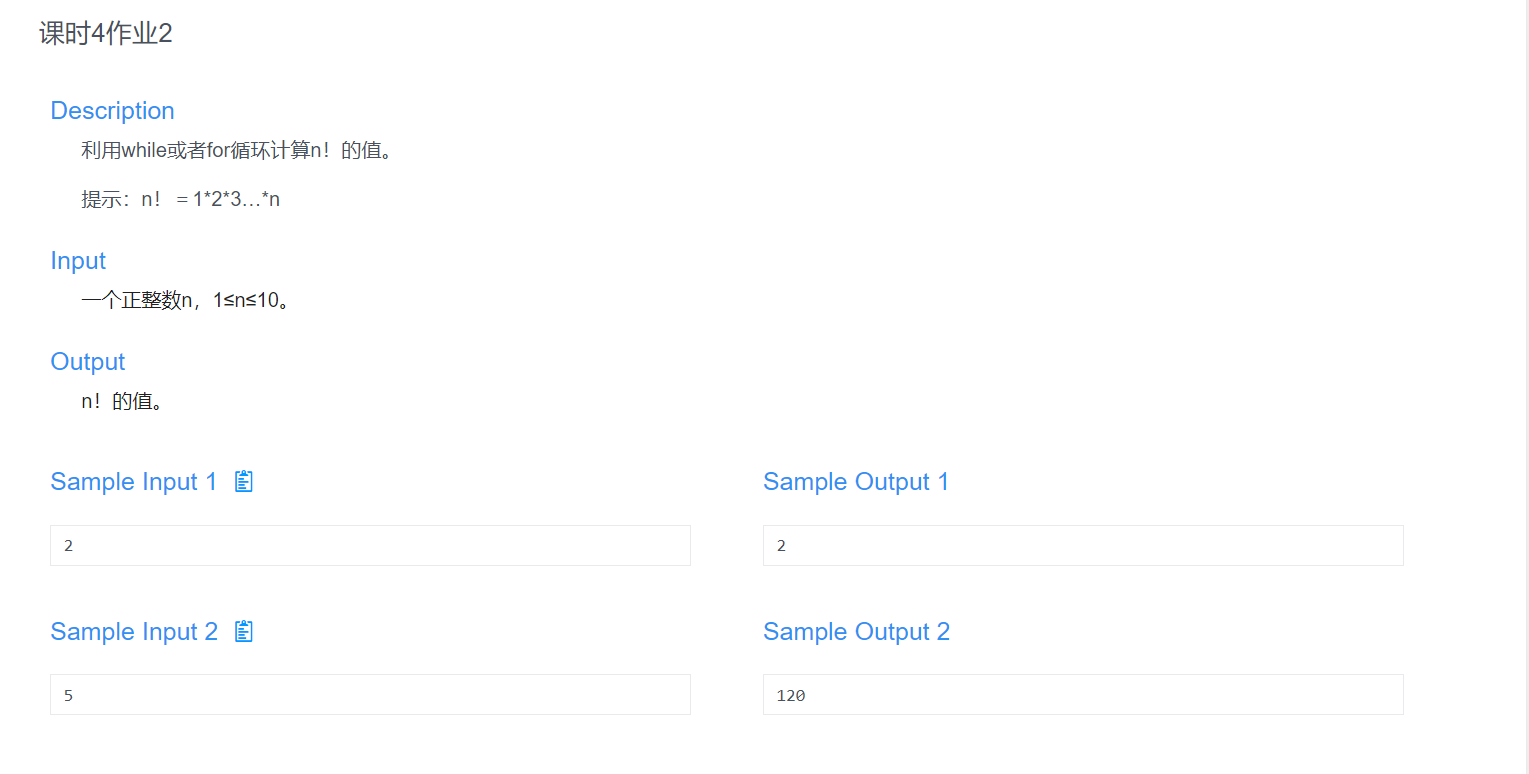 课时4作业2
Description
利用while或者for循环计算n！的值。
提示：n！＝1*2*3…*n
Input
一个正整数n，1≤n≤10。
Output
n！的值。
Sample Input 1
Sample Output 1
2
2
Sample Input 2
Sample Output 2
5
120